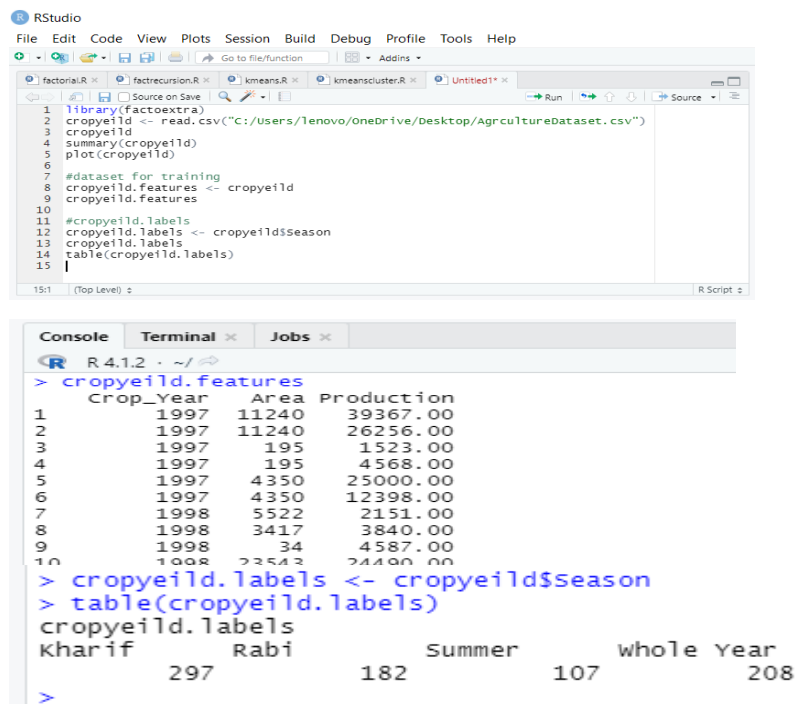 RStudio
File Edit Code View Plots Session Build Debug Profile Tools Help
Go to file/function Addins
factorial.R factrecursion.R kmeans.R kmeanscluster.R Untitled1*
Source on Save Run Source
1 library(factoextra)
2 cropyeild <- read.csv("C:/Users/lenovo/OneDrive/Desktop/AgrcultureDataset.csv")
3 cropyeild
4 summary(cropyeild)
5 plot(cropyeild)
6
7 #dataset for training
8 cropyeild.features <- cropyeild
9 cropyeild.features
10
11 #cropyeild.labels
12 cropyeild.labels <- cropyeild$Season
13 cropyeild.labels
14 table(cropyeild.labels)
15
15:1 (Top Level) R Script
Console Terminal Jobs
R R 4.1.2 · ~/
> cropyeild.features
Crop_Year Area Production
1 1997 11240 39367.00
2 1997 11240 26256.00
3 1997 195 1523.00
4 1997 195 4568.00
5 1997 4350 25000.00
6 1997 4350 12398.00
7 1998 5522 2151.00
8 1998 3417 3840.00
9 1998 34 4587.00
10 1998 23543 24490.00
> cropyeild.labels <- cropyeild$Season
> table(cropyeild.labels)
cropyeild.labels
Kharif Rabi Summer Whole Year
297 182 107 208
>